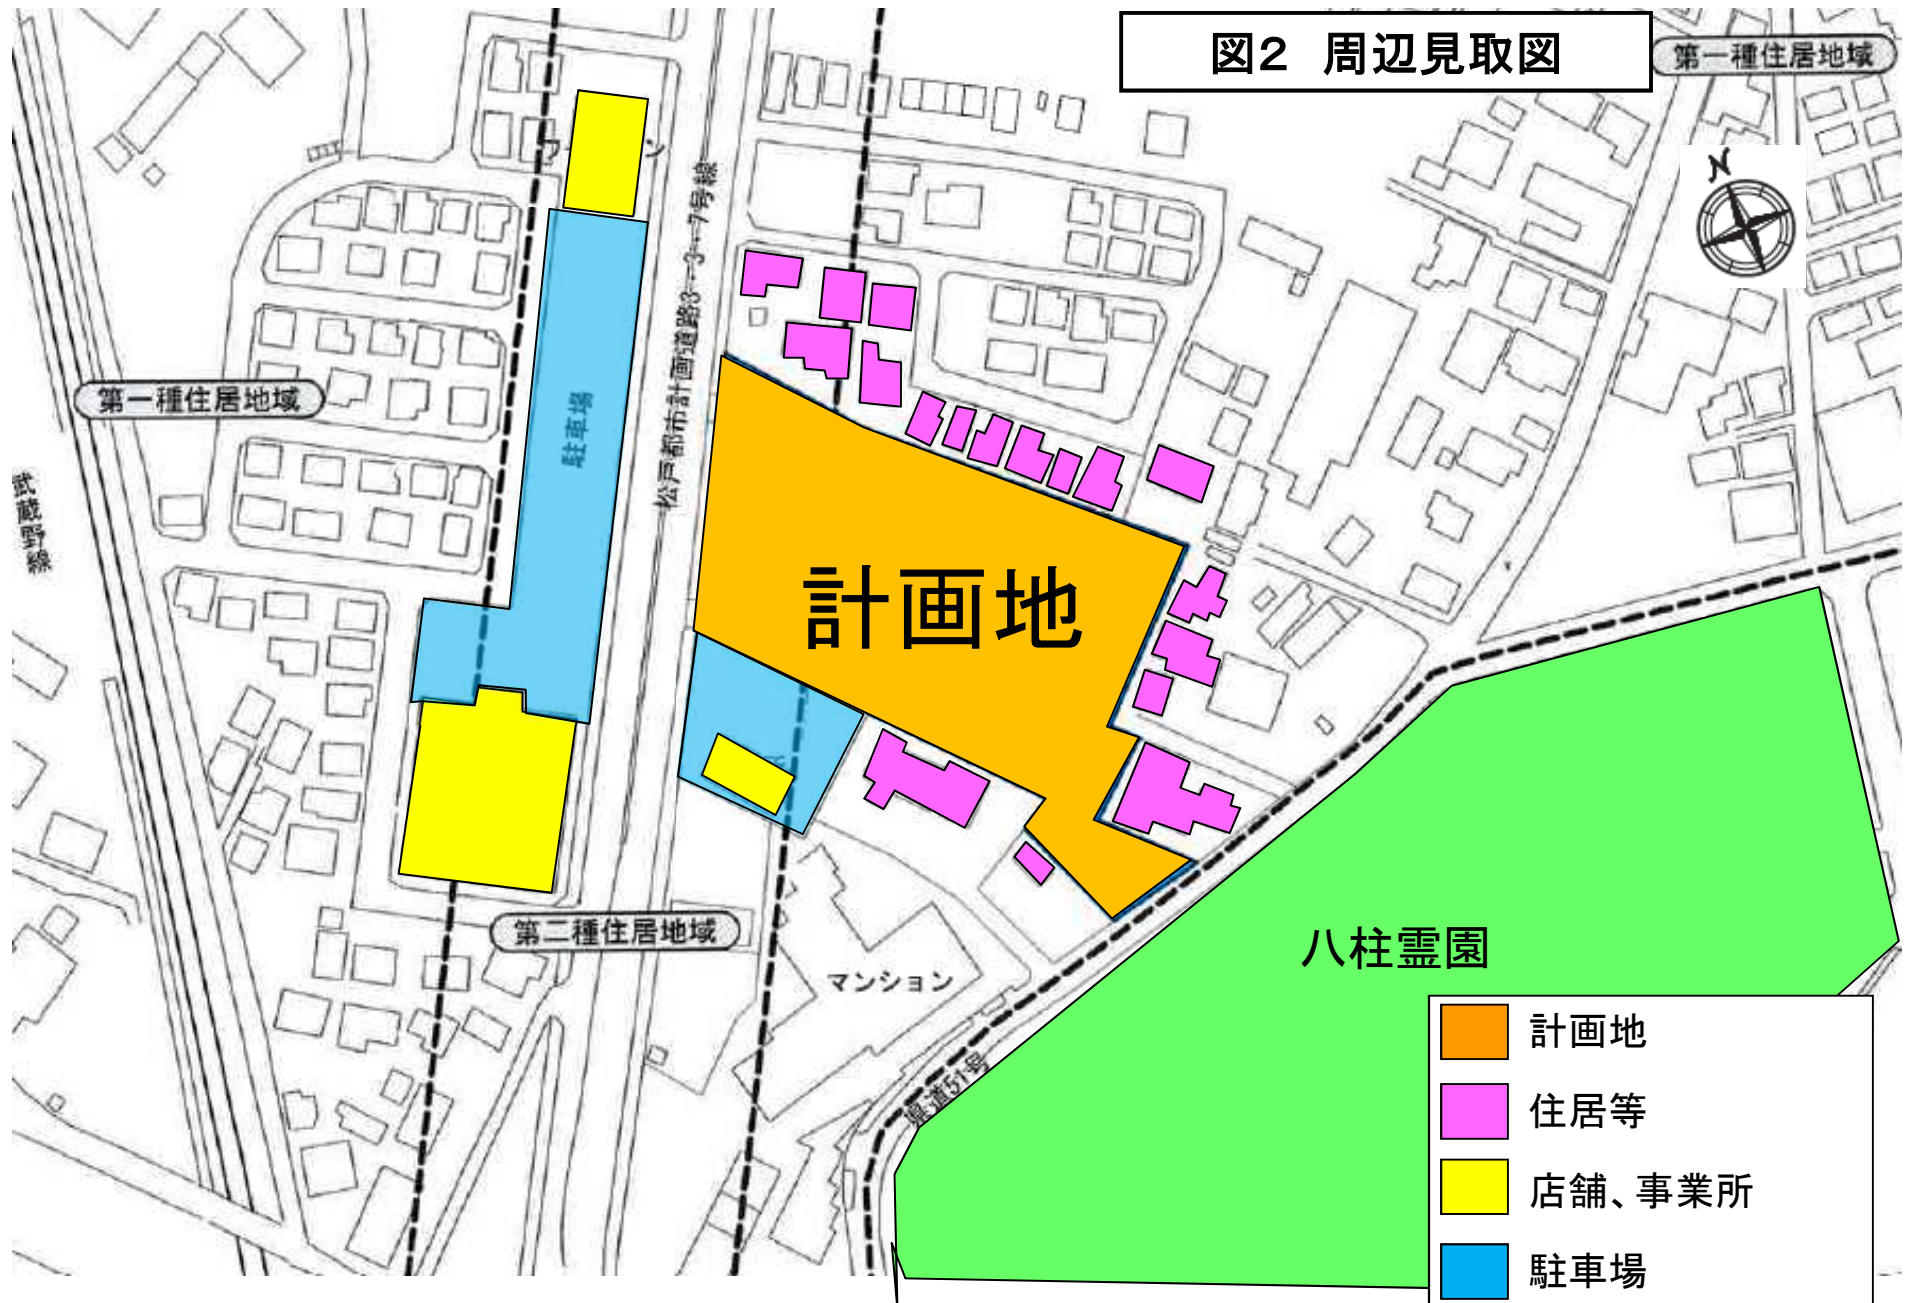 図2 周辺見取図
第一種住居地域
N
松戸都市計画道路3-3-7号線
第一種住居地域
駐車場
武蔵野線
計画地
第二種住居地域
マンション
八柱霊園
県道51号
計画地
住居等
店舗、事業所
駐車場